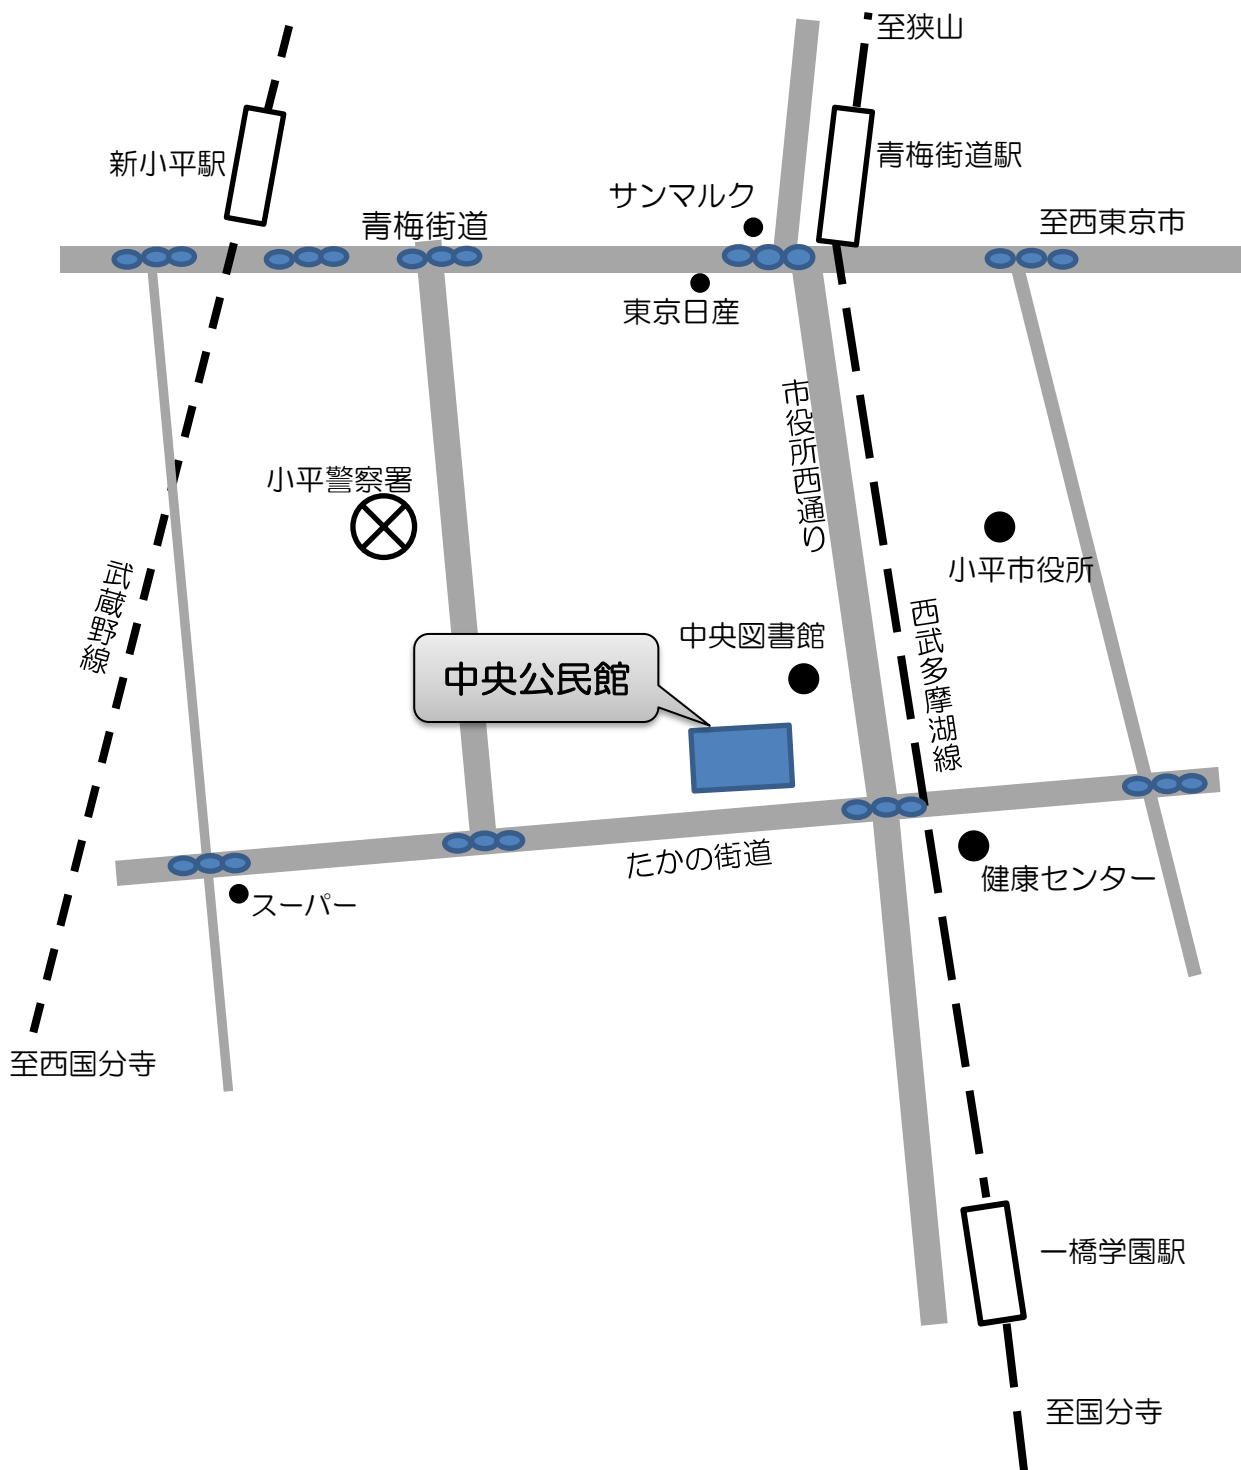 至狭山
新小平駅
青梅街道駅
サンマルク
青梅街道
至西東京市
東京日産
市役所西通り
小平警察署
小平市役所
武蔵野線
西武多摩湖線
中央図書館
中央公民館
たかの街道
健康センター
スーパー
至西国分寺
一橋学園駅
至国分寺